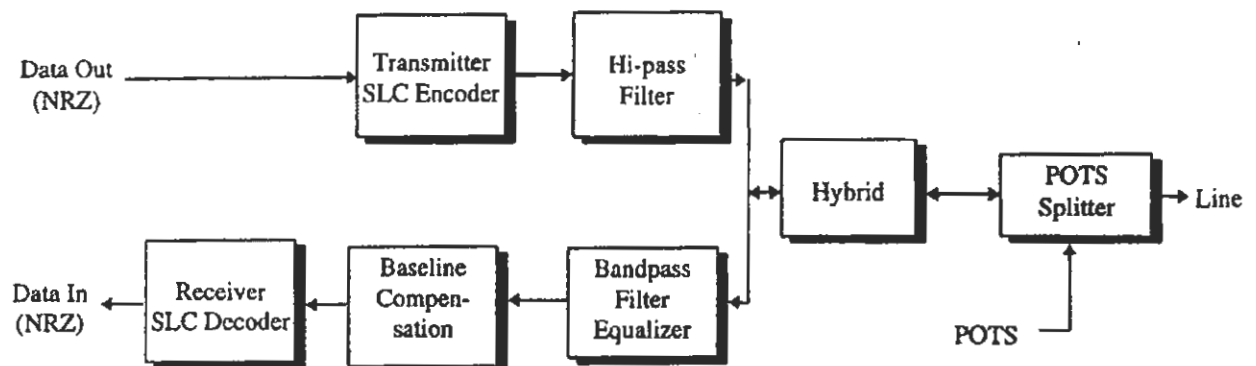 Data Out
(NRZ)
Transmitter
SLC Encoder
Hi-pass
Filter
Hybrid
POTS
Splitter
Line
Data In
(NRZ)
Receiver
SLC Decoder
Baseline
Compen-
sation
Bandpass
Filter
Equalizer
POTS